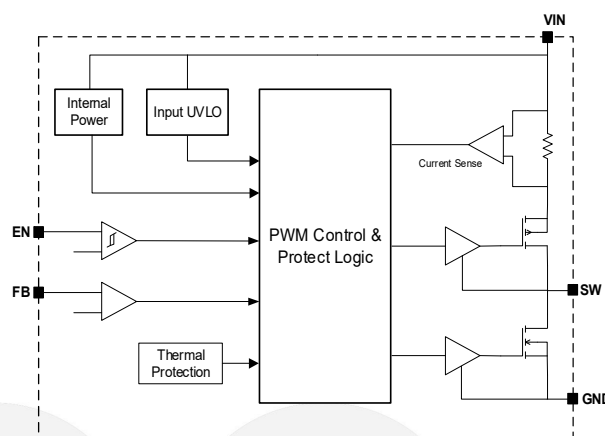 VIN
Internal
Power
Input UVLO
Current Sense
EN
PWM Control &
Protect Logic
FB
SW
Thermal
Protection
GND